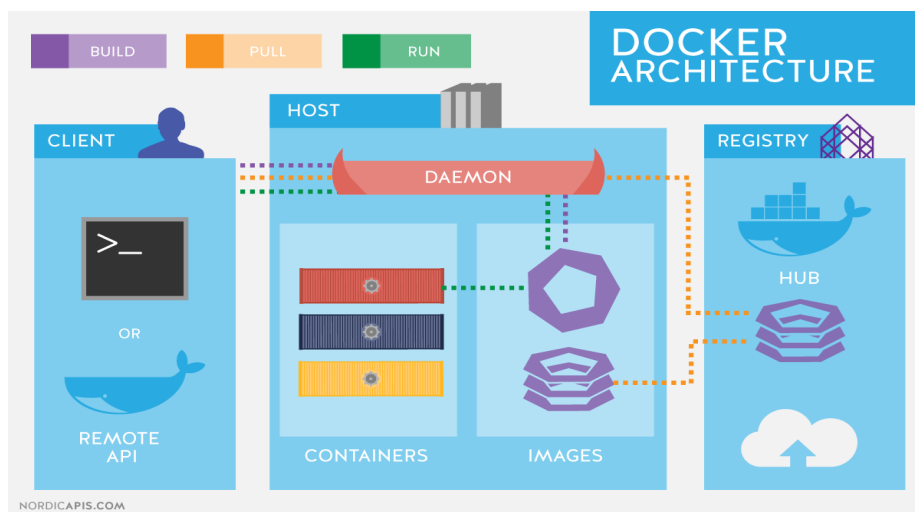 BUILD
PULL
RUN
DOCKER
ARCHITECTURE
CLIENT
HOST
REGISTRY
DAEMON
>_
OR
REMOTE
API
CONTAINERS
IMAGES
HUB
NORDICAPIS.COM